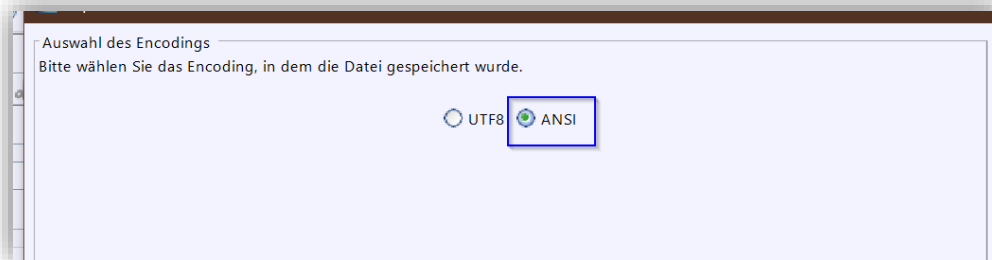 Auswahl des Encodings
Bitte wählen Sie das Encoding, in dem die Datei gespeichert wurde.
UTF8 ANSI